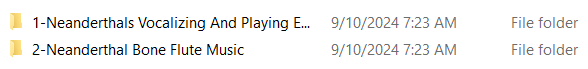 1-Neanderthals Vocalizing And Playing E... 9/10/2024 7:23 AM File folder
2-Neanderthal Bone Flute Music 9/10/2024 7:23 AM File folder